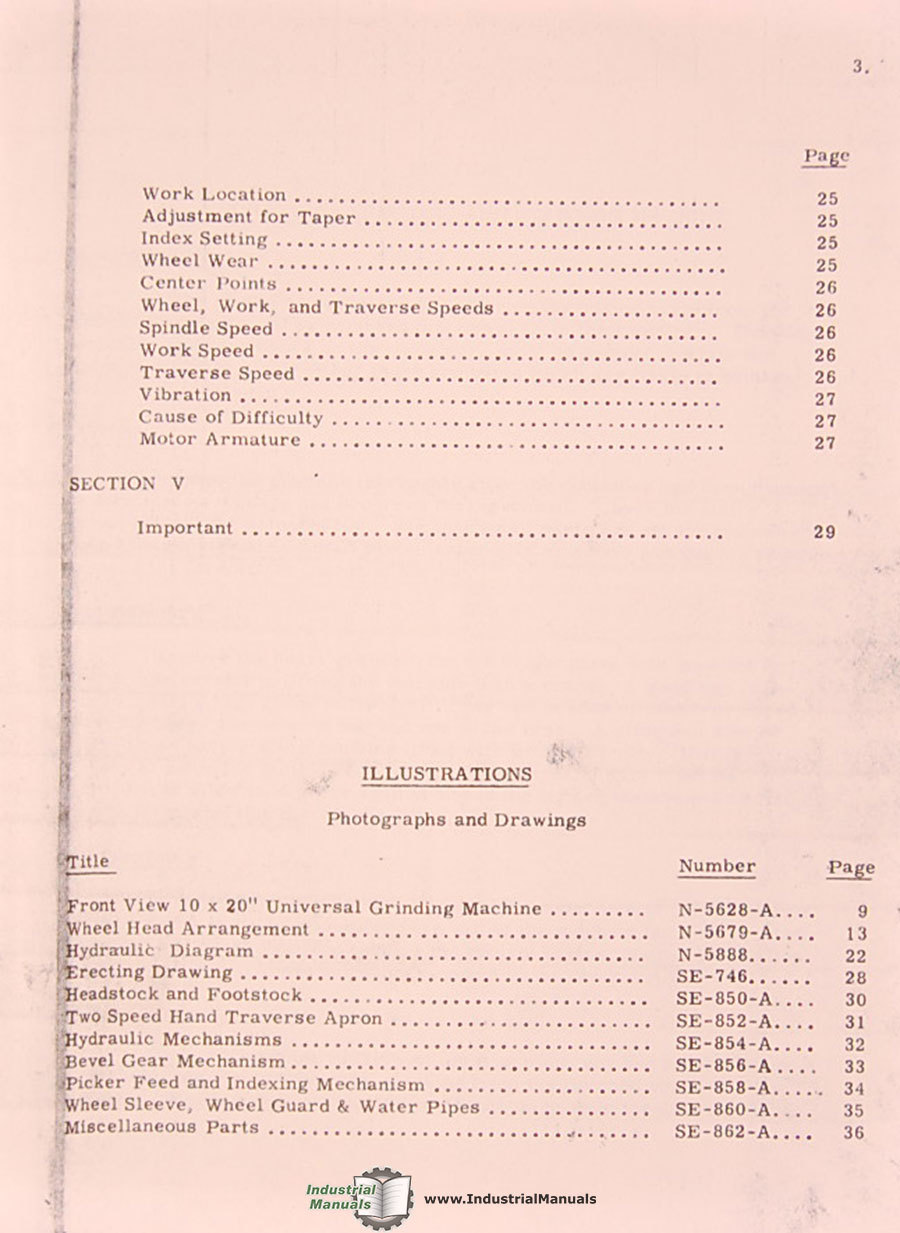 3.
Page
Work Location ........................................ 25
Adjustment for Taper ................................. 25
Index Setting ......................................... 25
Wheel Wear .......................................... 25
Center Points ........................................ 26
Wheel, Work, and Traverse Speeds .................... 26
Spindle Speed ........................................ 26
Work Speed .......................................... 26
Traverse Speed ...................................... 26
Vibration ............................................ 27
Cause of Difficulty .................................... 27
Motor Armature ...................................... 27
SECTION V
Important ............................................ 29
ILLUSTRATIONS
Photographs and Drawings
Title Number Page
Front View 10 x 20" Universal Grinding Machine ......... N-5628-A.... 9
Wheel Head Arrangement .............................. N-5679-A.... 13
Hydraulic Diagram ................................... N-5888...... 22
Erecting Drawing ..................................... SE-746...... 28
Headstock and Footstock ............................... SE-850-A.... 30
Two Speed Hand Traverse Apron ........................ SE-852-A.... 31
Hydraulic Mechanisms ................................. SE-854-A.... 32
Bevel Gear Mechanism ................................. SE-856-A.... 33
Picker Feed and Indexing Mechanism .................... SE-858-A..... 34
Wheel Sleeve, Wheel Guard & Water Pipes ............... SE-860-A.... 35
Miscellaneous Parts ................................... SE-862-A.... 36
Industrial
Manuals
www.IndustrialManuals.com